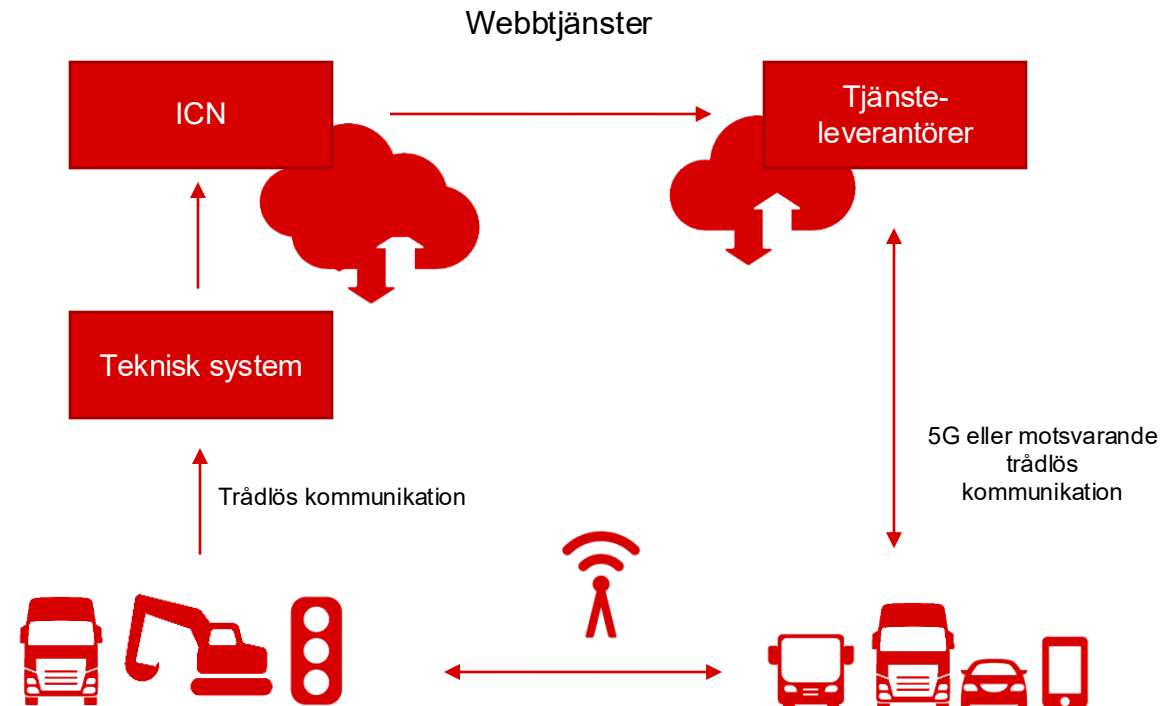 Webbtjänster
ICN
Tjänste-
leverantörer
Teknisk system
5G eller motsvarande
trådlös
kommunikation
Trådlös kommunikation